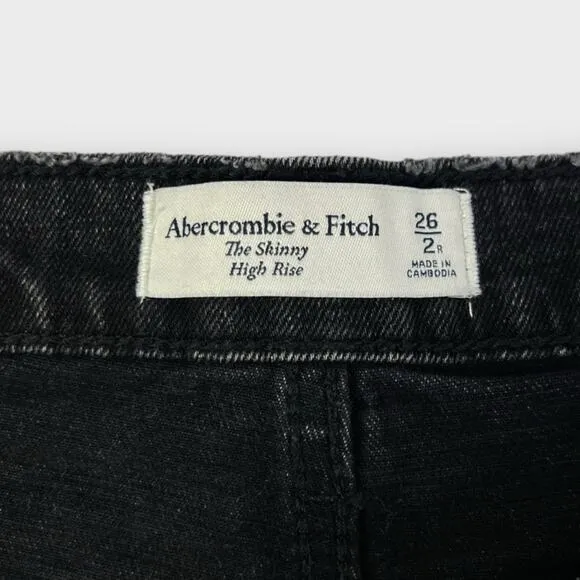 Abercrombie & Fitch
The Skinny
High Rise
26
2R
MADE IN
CAMBODIA